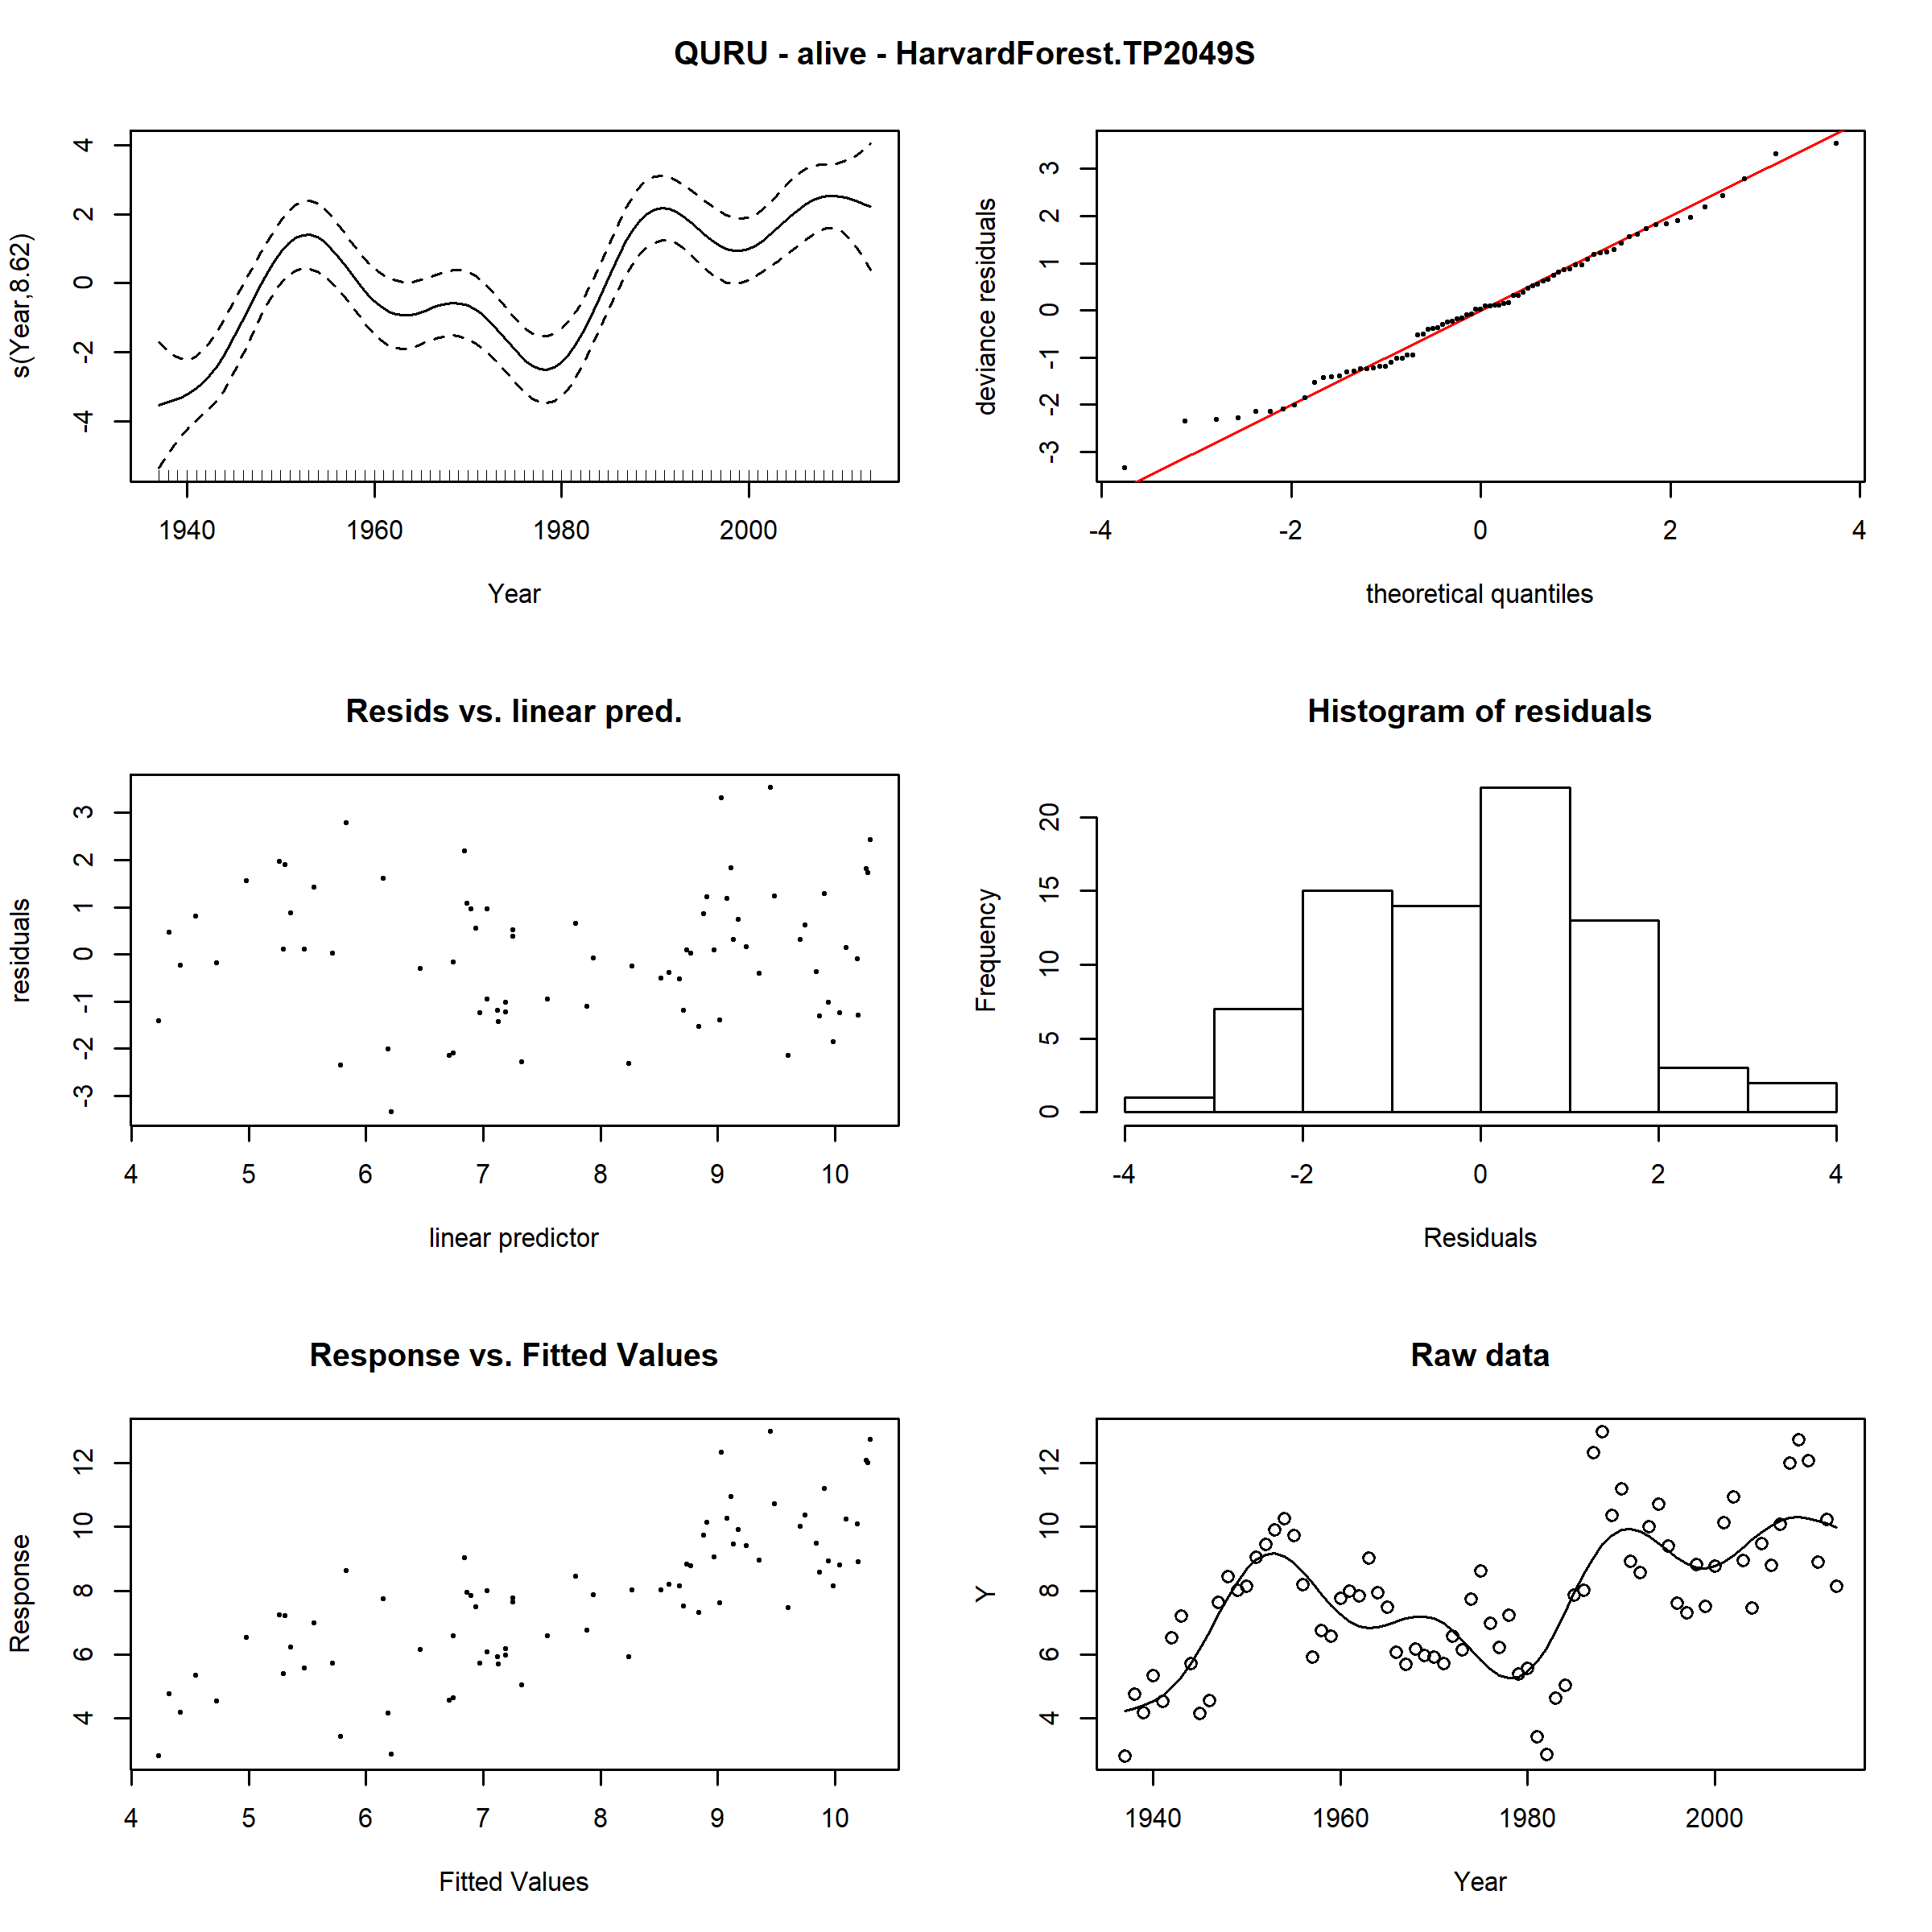 QURU - alive - HarvardForest.TP2049S
s(Year,8.62)
4
2
0
-2
-4
1940 1960 1980 2000
Year
deviance residuals
3
2
1
0
-1
-2
-3
-4 -2 0 2 4
theoretical quantiles
Resids vs. linear pred.
residuals
3
2
1
0
-1
-2
-3
4 5 6 7 8 9 10
linear predictor
Histogram of residuals
Frequency
20
15
10
5
0
-4 -2 0 2 4
Residuals
Response vs. Fitted Values
Response
12
10
8
6
4
4 5 6 7 8 9 10
Fitted Values
Raw data
Y
12
10
8
6
4
1940 1960 1980 2000
Year